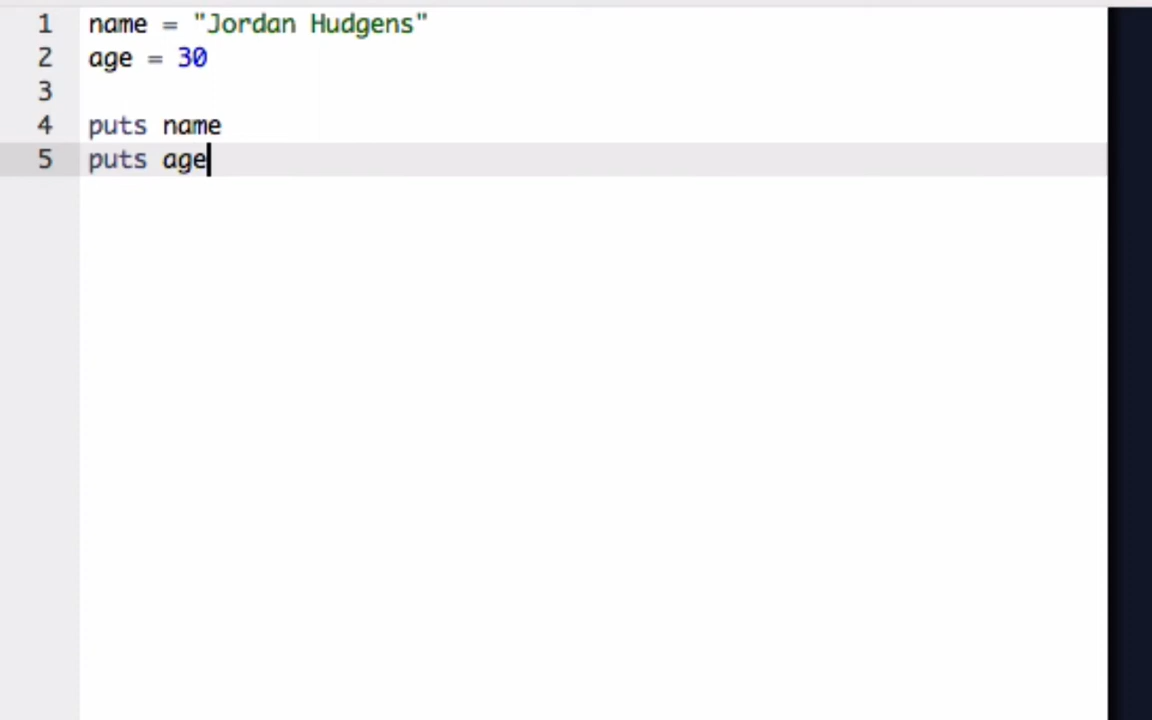 1 name = "Jordan Hudgens"
2 age = 30
3
4 puts name
5 puts age